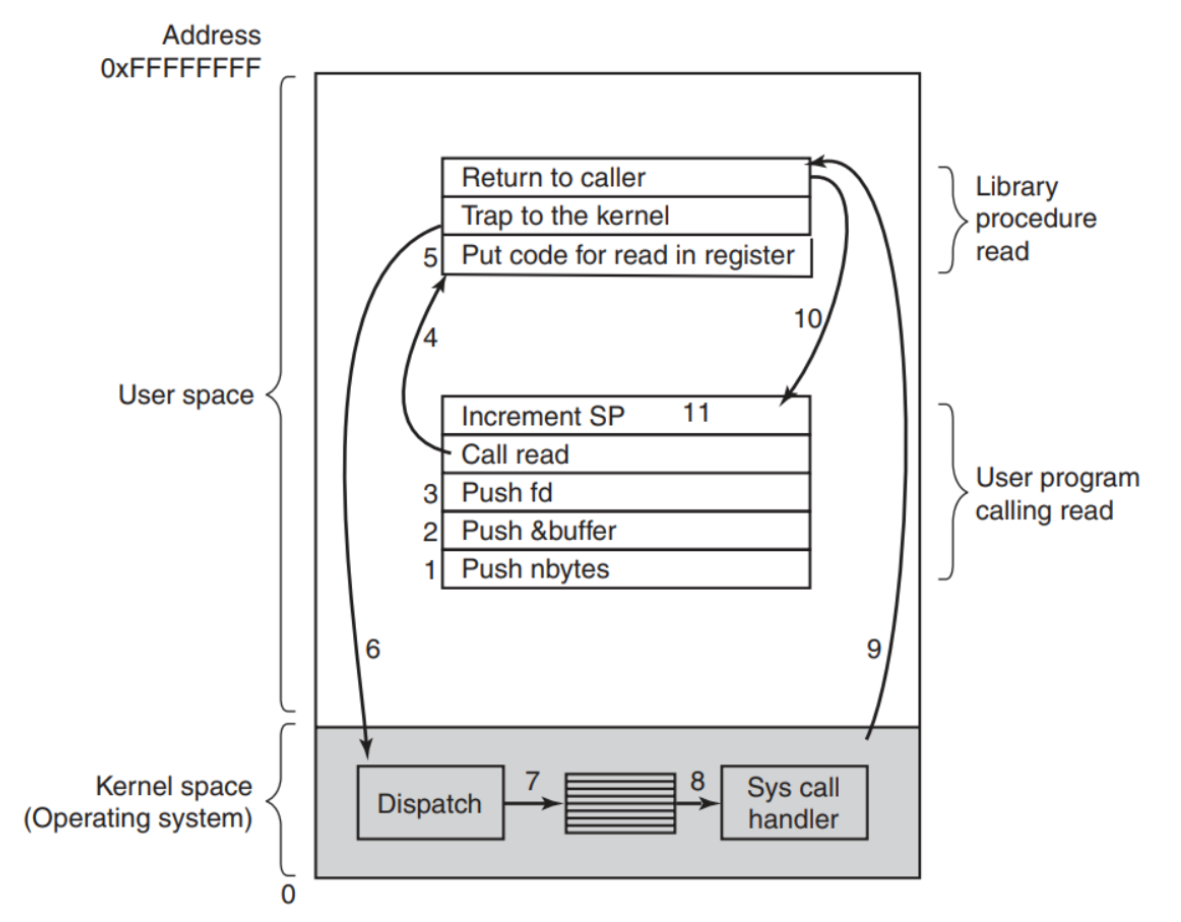 Address
0xFFFFFFFF
Return to caller
Trap to the kernel
5 Put code for read in register
Library
procedure
read
4
10
User space
Increment SP 11
Call read
3 Push fd
2 Push &buffer
1 Push nbytes
User program
calling read
6
9
Kernel space
(Operating system)
Dispatch
7
8
Sys call
handler
0